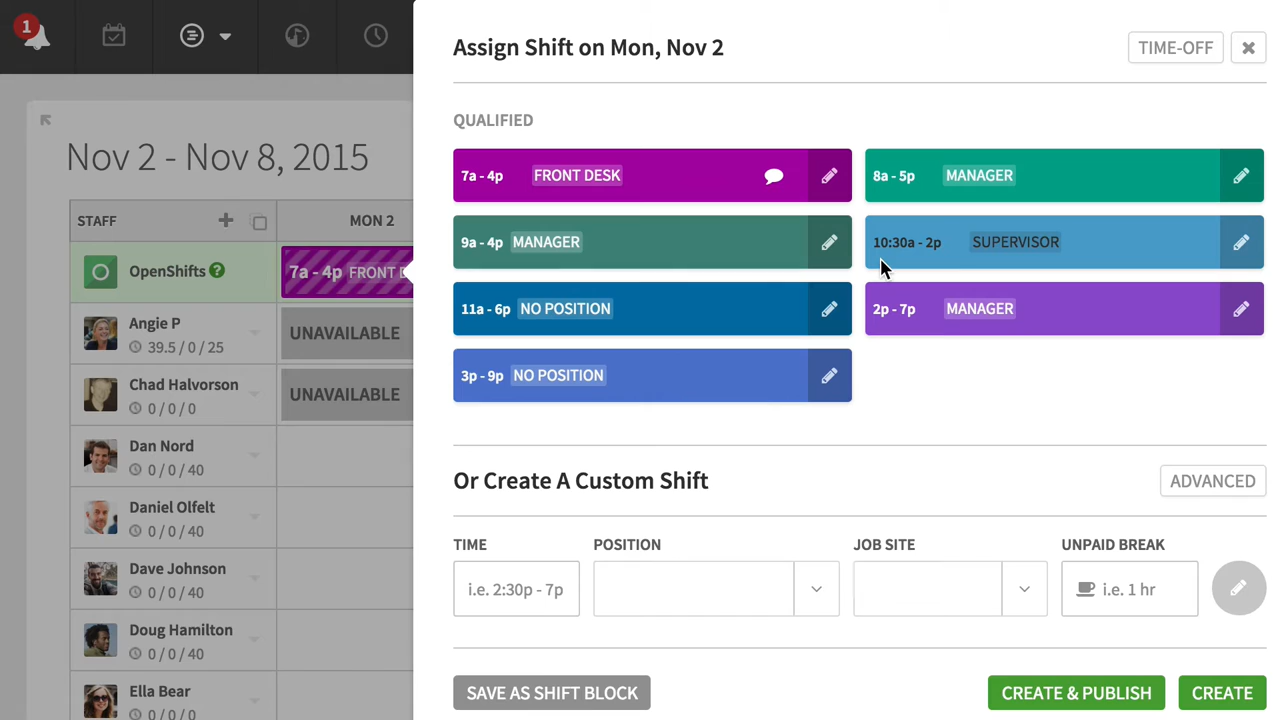 1
Nov 2 - Nov 8, 2015
STAFF
MON 2
OpenShifts ?
7a - 4p FRONT D
Angie P
39.5 / 0 / 25
UNAVAILABLE
Chad Halvorson
0 / 0 / 0
UNAVAILABLE
Dan Nord
0 / 0 / 40
Daniel Olfelt
0 / 0 / 40
Dave Johnson
0 / 0 / 40
Doug Hamilton
0 / 0 / 40
Ella Bear
0 / 0 / 40
Assign Shift on Mon, Nov 2
TIME-OFF
QUALIFIED
7a - 4p FRONT DESK
8a - 5p MANAGER
9a - 4p MANAGER
10:30a - 2p SUPERVISOR
11a - 6p NO POSITION
2p - 7p MANAGER
3p - 9p NO POSITION
Or Create A Custom Shift
ADVANCED
TIME
POSITION
JOB SITE
UNPAID BREAK
i.e. 2:30p - 7p
i.e. 1 hr
SAVE AS SHIFT BLOCK
CREATE & PUBLISH
CREATE